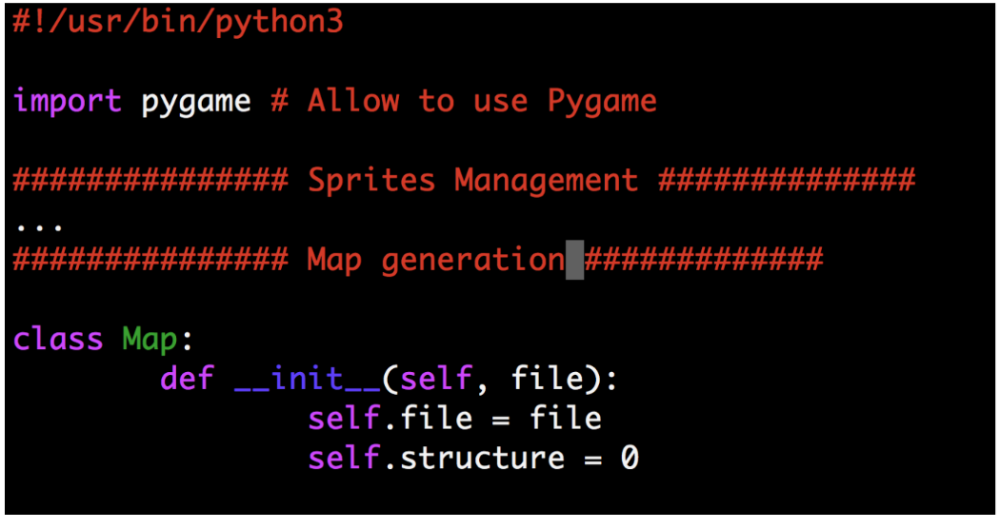 #!/usr/bin/python3
import pygame # Allow to use Pygame
############### Sprites Management ##############
...
############### Map generation #############
class Map:
        def __init__(self, file):
                self.file = file
                self.structure = 0